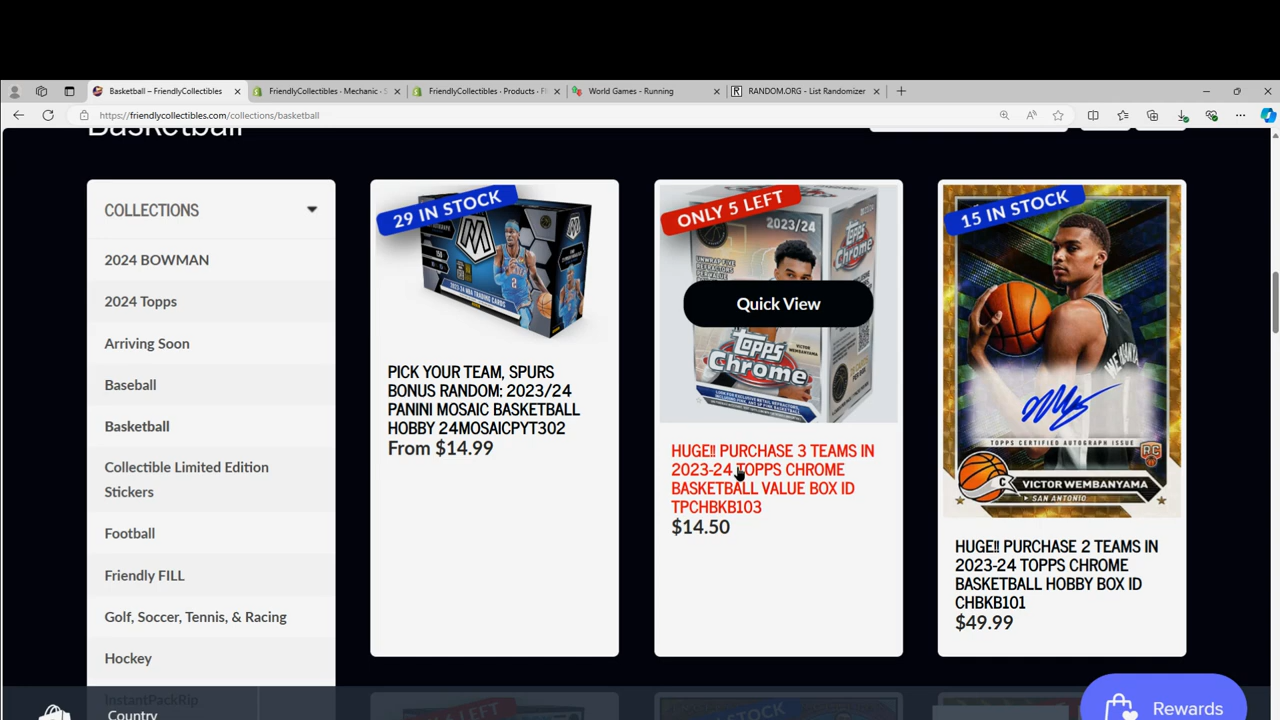 Basketball – FriendlyCollectibles
FriendlyCollectibles · Mechanic · S
FriendlyCollectibles · Products · Fl
World Games - Running
RANDOM.ORG - List Randomizer
https://friendlycollectibles.com/collections/basketball
Basketball
COLLECTIONS
2024 BOWMAN
2024 Topps
Arriving Soon
Baseball
Basketball
Collectible Limited Edition
Stickers
Football
Friendly FILL
Golf, Soccer, Tennis, & Racing
Hockey
InstantPackRip
Country
29 IN STOCK
PICK YOUR TEAM, SPURS
BONUS RANDOM: 2023/24
PANINI MOSAIC BASKETBALL
HOBBY 24MOSAICPYT302
From $14.99
ONLY 5 LEFT
2023/24
Topps
Chrome
Quick View
Topps
Chrome
HUGE!! PURCHASE 3 TEAMS IN
2023-24 TOPPS CHROME
BASKETBALL VALUE BOX ID
TPCHBKB103
$14.50
15 IN STOCK
TOPPS CERTIFIED AUTOGRAPH ISSUE
RC
C
VICTOR WEMBANYAMA
SAN ANTONIO
HUGE!! PURCHASE 2 TEAMS IN
2023-24 TOPPS CHROME
BASKETBALL HOBBY BOX ID
CHBKB101
$49.99
Rewards